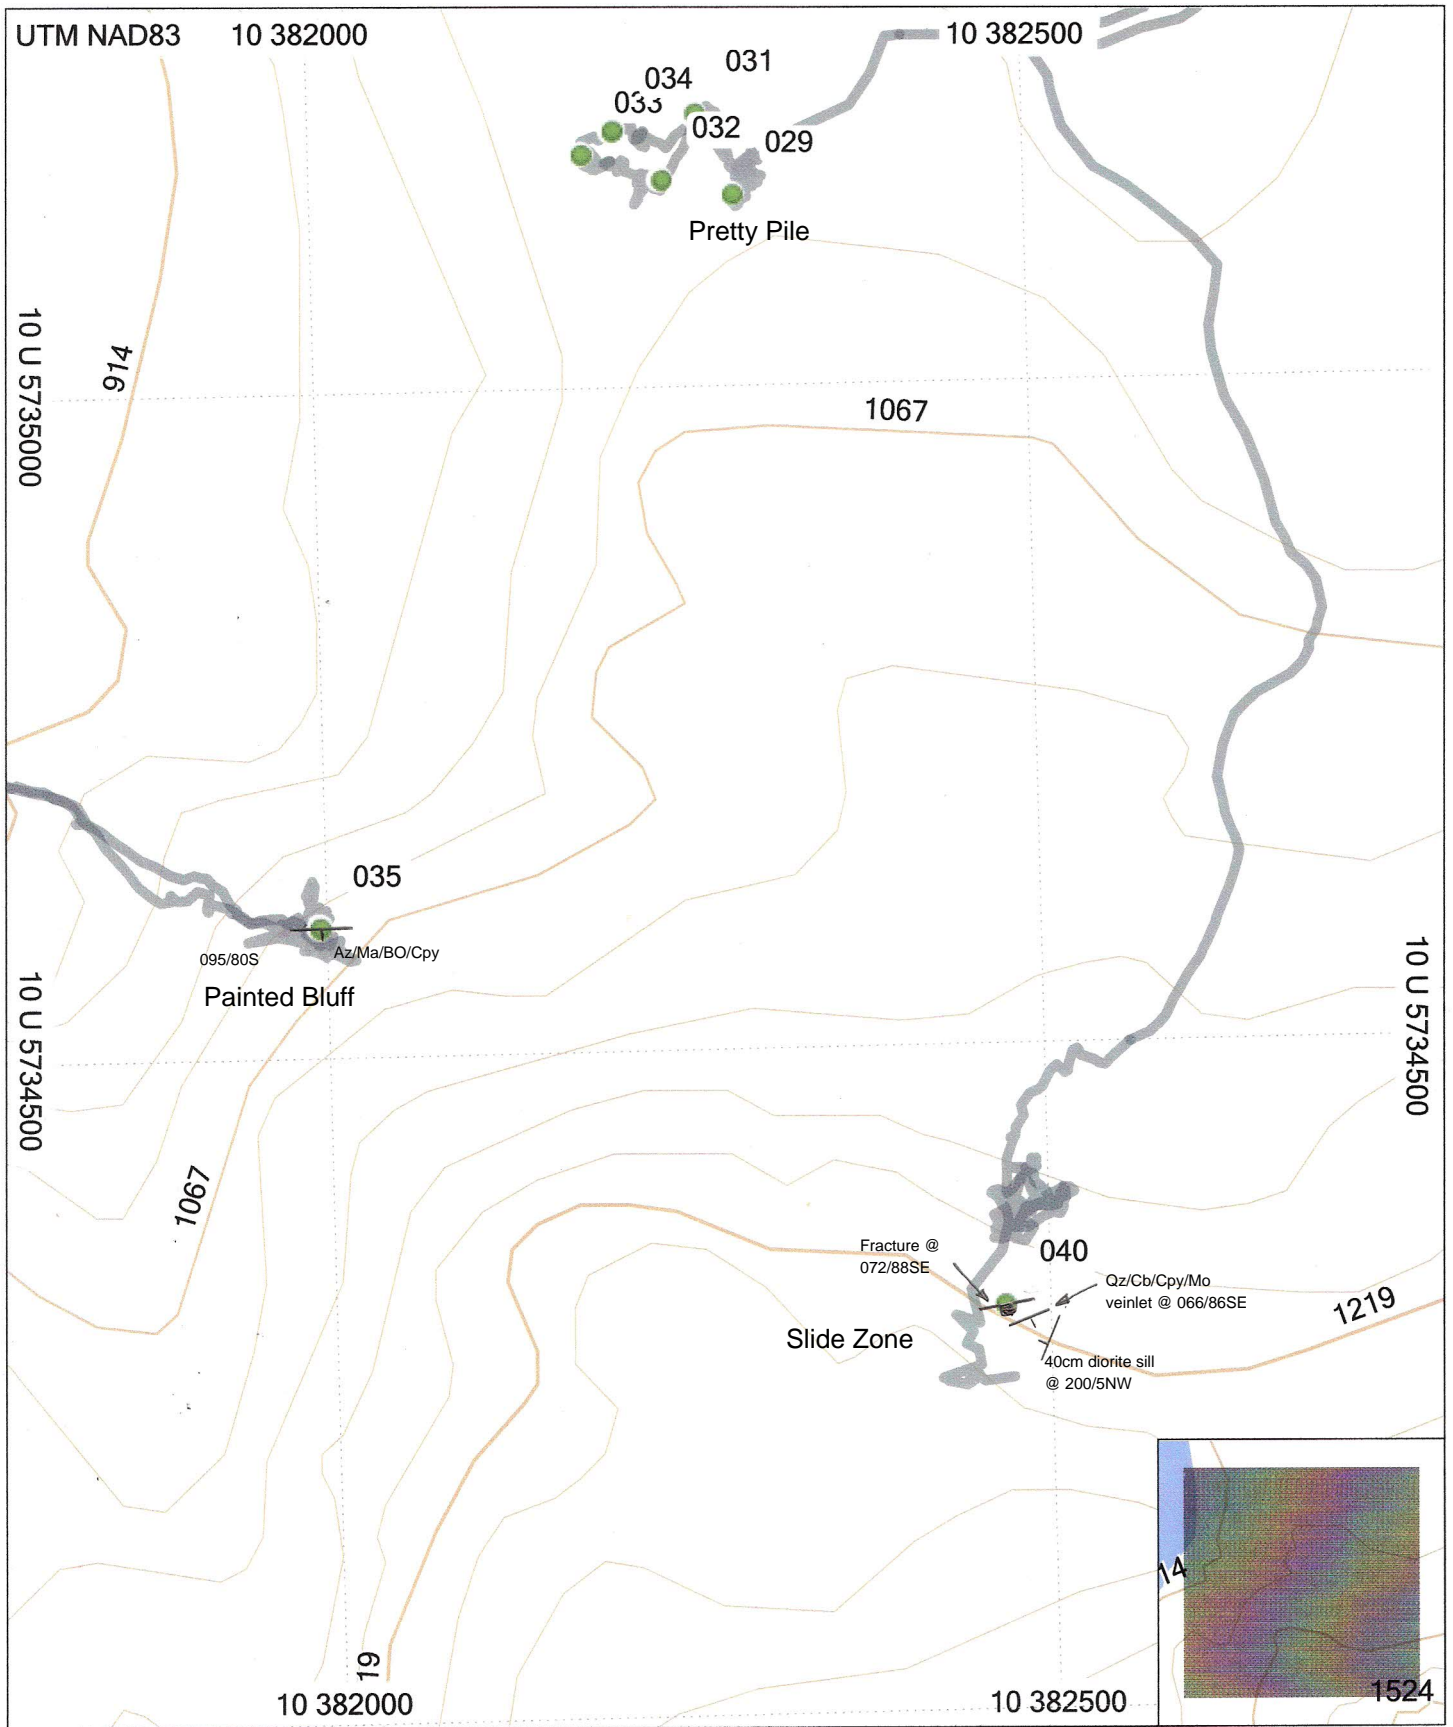 UTM NAD83 10 382000 10 382500
031
034
033
032
029
Pretty Pile
10 U 5735000
914
1067
035
095/80S
Az/Ma/BO/Cpy
Painted Bluff
10 U 5734500
10 U 5734500
1067
040
Fracture @
072/88SE
Qz/Cb/Cpy/Mo
veinlet @ 066/86SE
1219
Slide Zone
40cm diorite sill
@ 200/5NW
14
19
1524
10 382000
10 382500